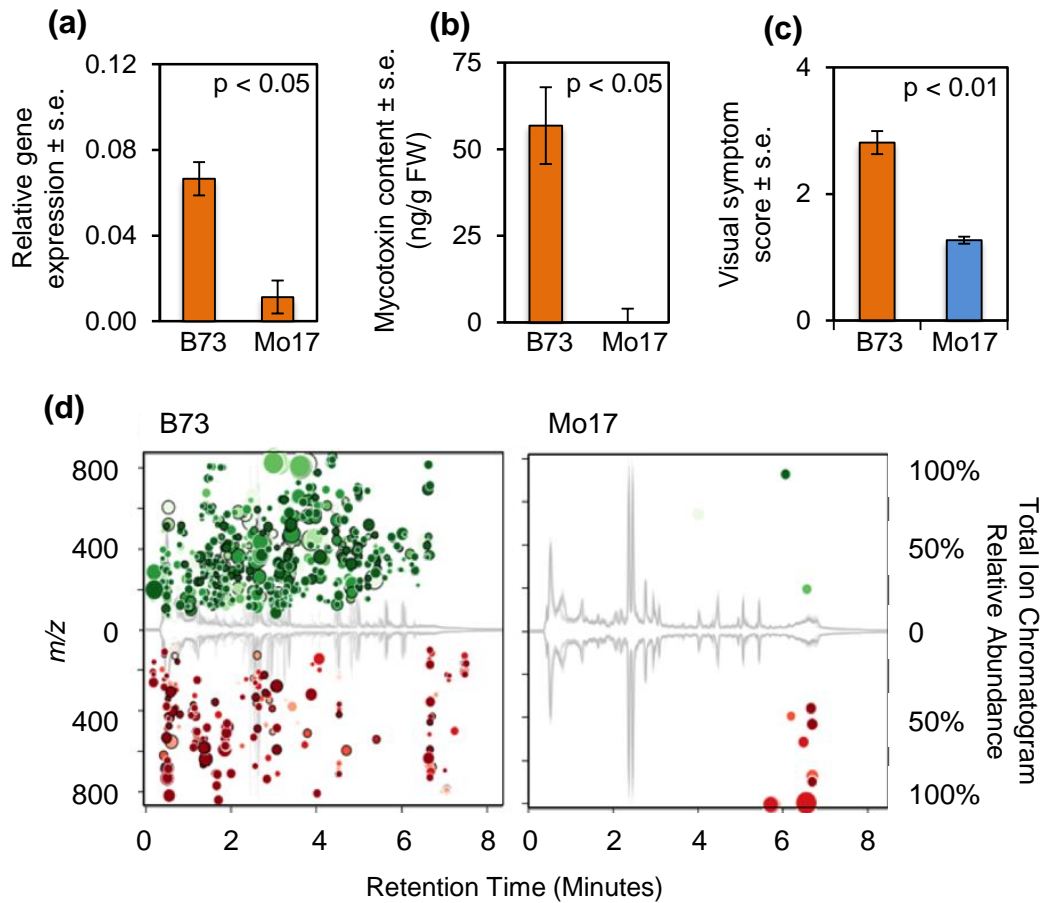 (a)
Relative gene
expression ± s.e.
0.12
0.08
0.04
0.00
p < 0.05
B73 Mo17
(b)
Mycotoxin content ± s.e.
(ng/g FW)
75
50
25
0
p < 0.05
B73 Mo17
(c)
Visual symptom
score ± s.e.
4
2
0
p < 0.01
B73 Mo17
(d)
B73 Mo17
m/z
800
400
0
400
800
100%
50%
0
50%
100%
Total Ion Chromatogram
Relative Abundance
0 2 4 6 8 0 2 4 6 8
Retention Time (Minutes)